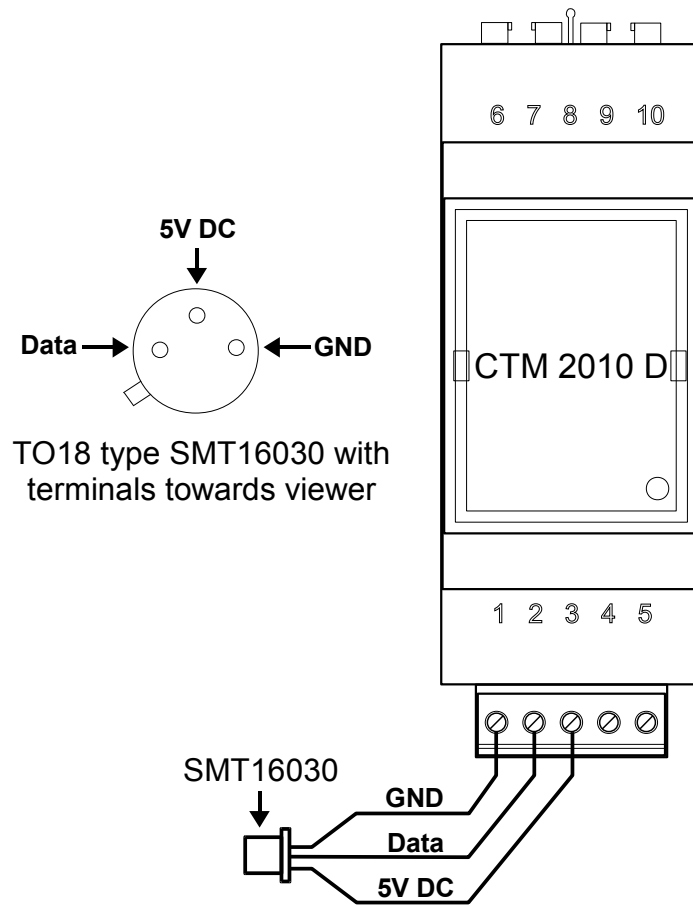 6 7 8 9 10
5V DC
Data
GND
CTM 2010 D
TO18 type SMT16030 with
terminals towards viewer
1 2 3 4 5
SMT16030
GND
Data
5V DC